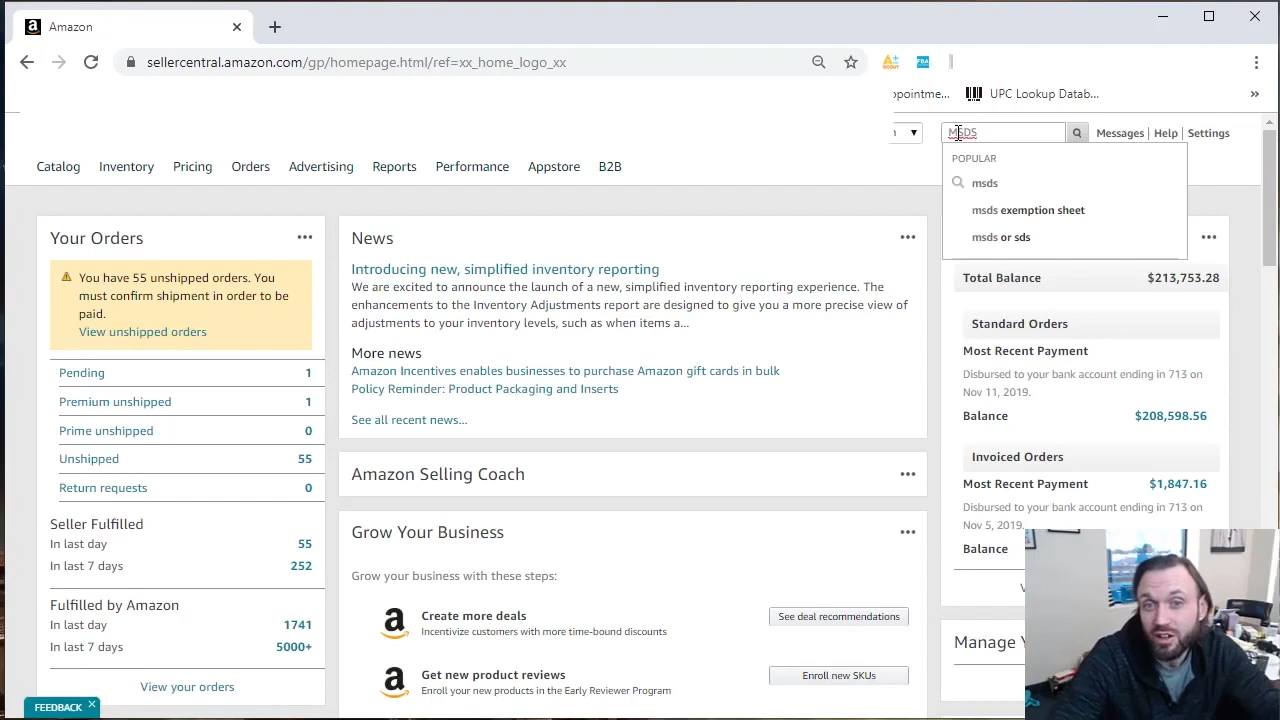 Amazon
sellercentral.amazon.com/gp/homepage.html/ref=xx_home_logo_xx
UPC Lookup Datab...
MSDS
Messages | Help | Settings
Catalog Inventory Pricing Orders Advertising Reports Performance Appstore B2B
POPULAR
msds
msds exemption sheet
msds or sds
Your Orders
You have 55 unshipped orders. You
must confirm shipment in order to be
paid.
View unshipped orders
Pending 1
Premium unshipped 1
Prime unshipped 0
Unshipped 55
Return requests 0
Seller Fulfilled
In last day 55
In last 7 days 252
Fulfilled by Amazon
In last day 1741
In last 7 days 5000+
View your orders
FEEDBACK
News
Introducing new, simplified inventory reporting
We are excited to announce the launch of a new, simplified inventory reporting experience. The
enhancements to the Inventory Adjustments report are designed to give you a more precise view of
adjustments to your inventory levels, such as when items a...
More news
Amazon Incentives enables businesses to purchase Amazon gift cards in bulk
Policy Reminder: Product Packaging and Inserts
See all recent news...
Amazon Selling Coach
Grow Your Business
Grow your business with these steps:
Create more deals
Incentivize customers with more time-bound discounts
See deal recommendations
Get new product reviews
Enroll your new products in the Early Reviewer Program
Enroll new SKUs
Total Balance $213,753.28
Standard Orders
Most Recent Payment
Disbursed to your bank account ending in 713 on
Nov 11, 2019.
Balance $208,598.56
Invoiced Orders
Most Recent Payment $1,847.16
Disbursed to your bank account ending in 713 on
Nov 5, 2019.
Balance
Manage